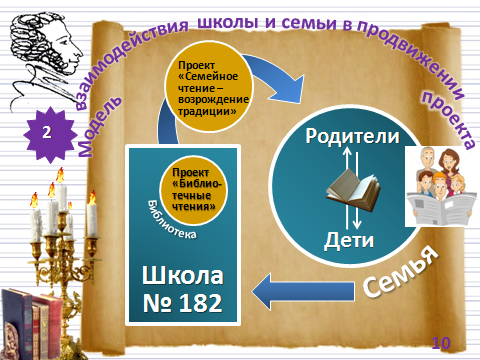 Модель
взаимодействия школы и семьи в продвижении
проекта
2
Проект
«Семейное
чтение –
возрождение
традиции»
Родители
Дети
Семья
Проект
«Библио-
течные
чтения»
Библиотека
Школа
№ 182
10